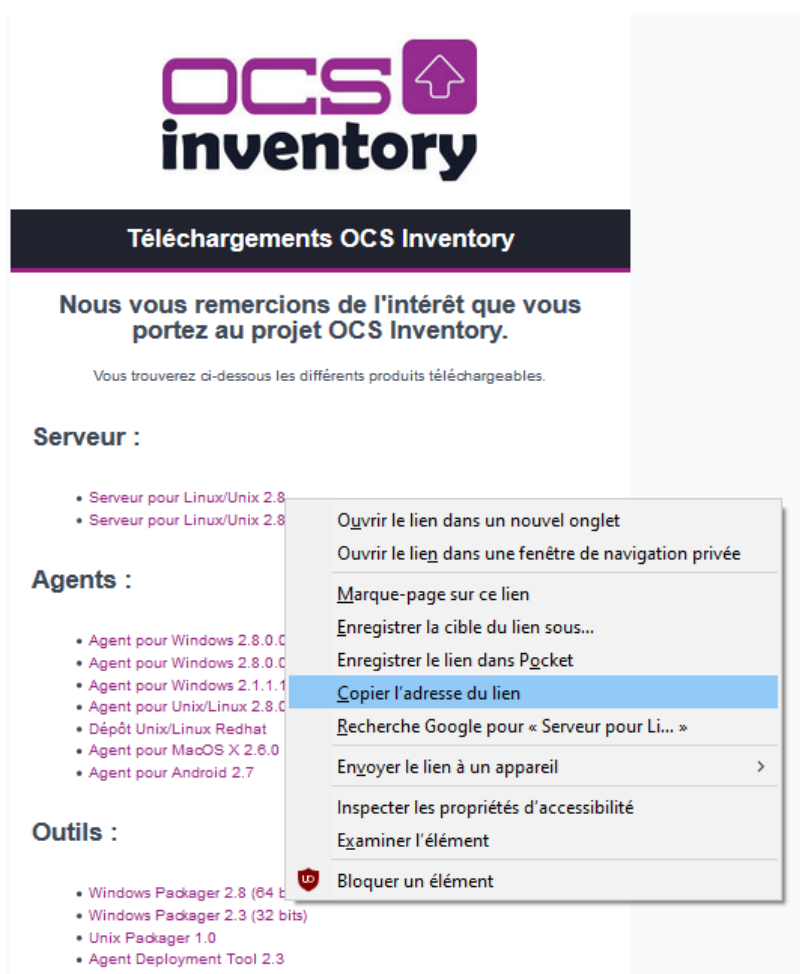 OCS
inventory
Téléchargements OCS Inventory
Nous vous remercions de l'intérêt que vous
portez au projet OCS Inventory.
Vous trouverez ci-dessous les différents produits téléchargeables.
Serveur :
• Serveur pour Linux/Unix 2.8
• Serveur pour Linux/Unix 2.8
Agents :
• Agent pour Windows 2.8.0.0
• Agent pour Windows 2.8.0.0
• Agent pour Windows 2.1.1.1
• Agent pour Unix/Linux 2.8.0
• Dépôt Unix/Linux Redhat
• Agent pour MacOS X 2.6.0
• Agent pour Android 2.7
Outils :
• Windows Packager 2.8 (64 b
• Windows Packager 2.3 (32 bits)
• Unix Packager 1.0
• Agent Deployment Tool 2.3
Ouvrir le lien dans un nouvel onglet
Ouvrir le lien dans une fenêtre de navigation privée
Marque-page sur ce lien
Enregistrer la cible du lien sous...
Enregistrer le lien dans Pocket
Copier l'adresse du lien
Recherche Google pour « Serveur pour Li... »
Envoyer le lien à un appareil
Inspecter les propriétés d'accessibilité
Examiner l'élément
Bloquer un élément